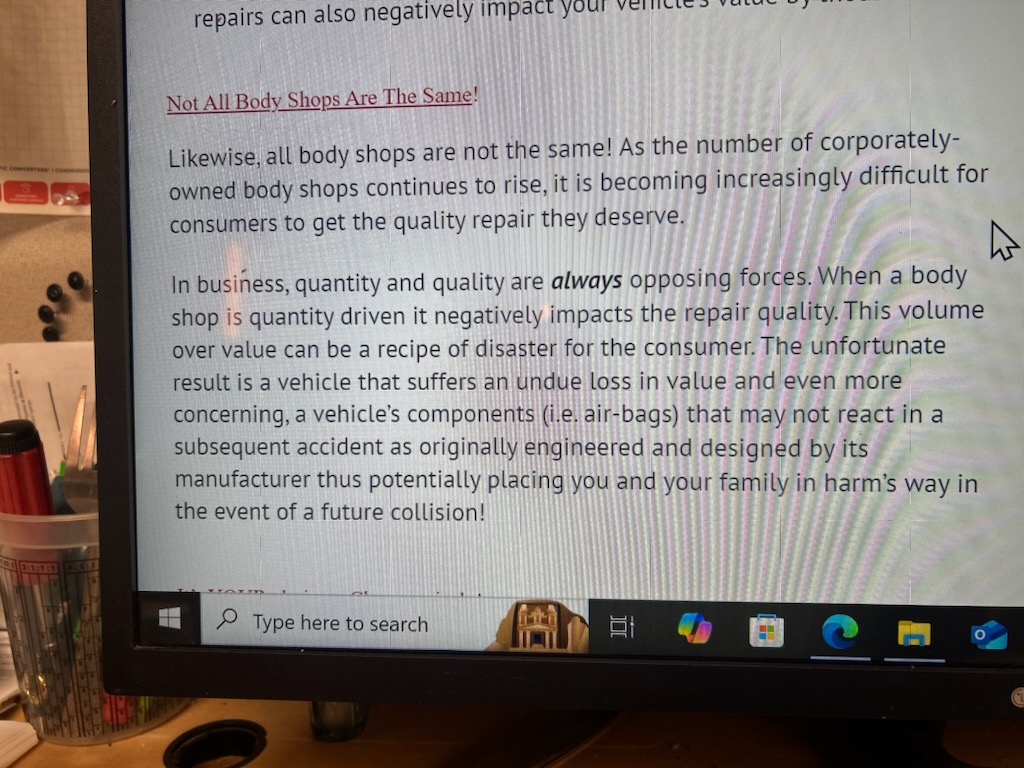 repairs can also negatively impact your vehicle's value by
Not All Body Shops Are The Same!
Likewise, all body shops are not the same! As the number of corporately-
owned body shops continues to rise, it is becoming increasingly difficult for
consumers to get the quality repair they deserve.
In business, quantity and quality are always opposing forces. When a body
shop is quantity driven it negatively impacts the repair quality. This volume
over value can be a recipe of disaster for the consumer. The unfortunate
result is a vehicle that suffers an undue loss in value and even more
concerning, a vehicle's components (i.e. air-bags) that may not react in a
subsequent accident as originally engineered and designed by its
manufacturer thus potentially placing you and your family in harm's way in
the event of a future collision!
Type here to search